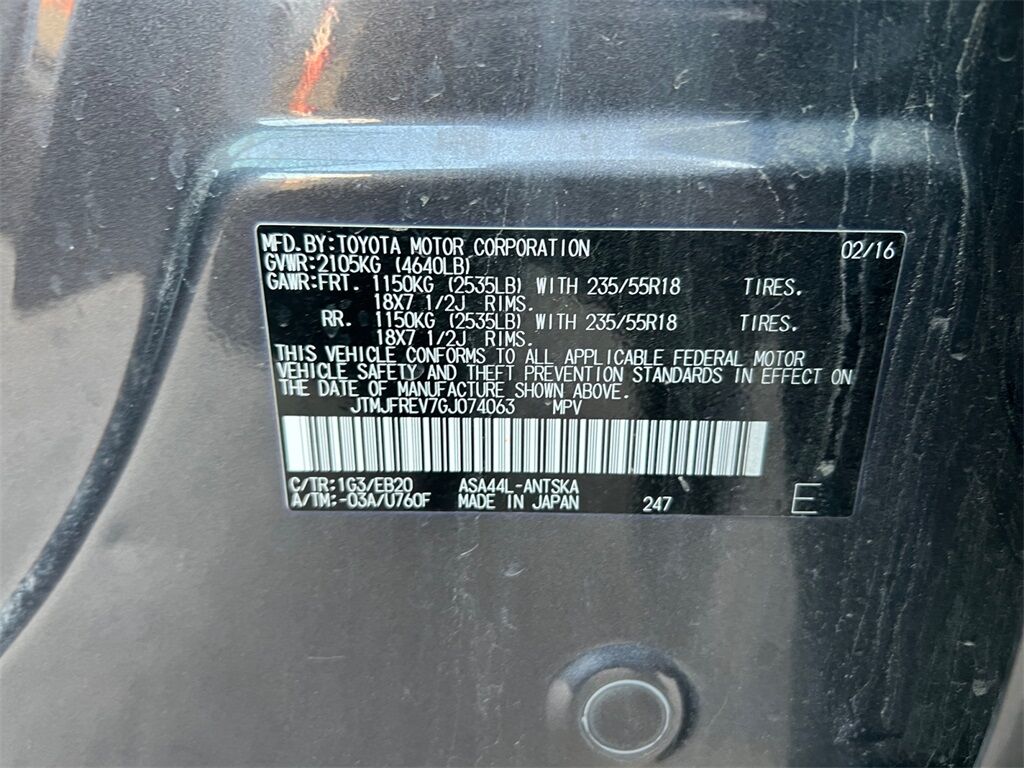 MFD.BY:TOYOTA MOTOR CORPORATION 02/16
GVWR:2105KG (4640LB)
GAWR:FRT. 1150KG (2535LB) WITH 235/55R18 TIRES.
18X7 1/2J RIMS.
RR. 1150KG (2535LB) WITH 235/55R18 TIRES.
18X7 1/2J RIMS.
THIS VEHICLE CONFORMS TO ALL APPLICABLE FEDERAL MOTOR
VEHICLE SAFETY AND THEFT PREVENTION STANDARDS IN EFFECT ON
THE DATE OF MANUFACTURE SHOWN ABOVE.
JTMJFREV7GJ074063 MPV
C/TR:1G3/EB20 ASA44L-ANTSKA
A/TM:-03A/U760F MADE IN JAPAN 247 E